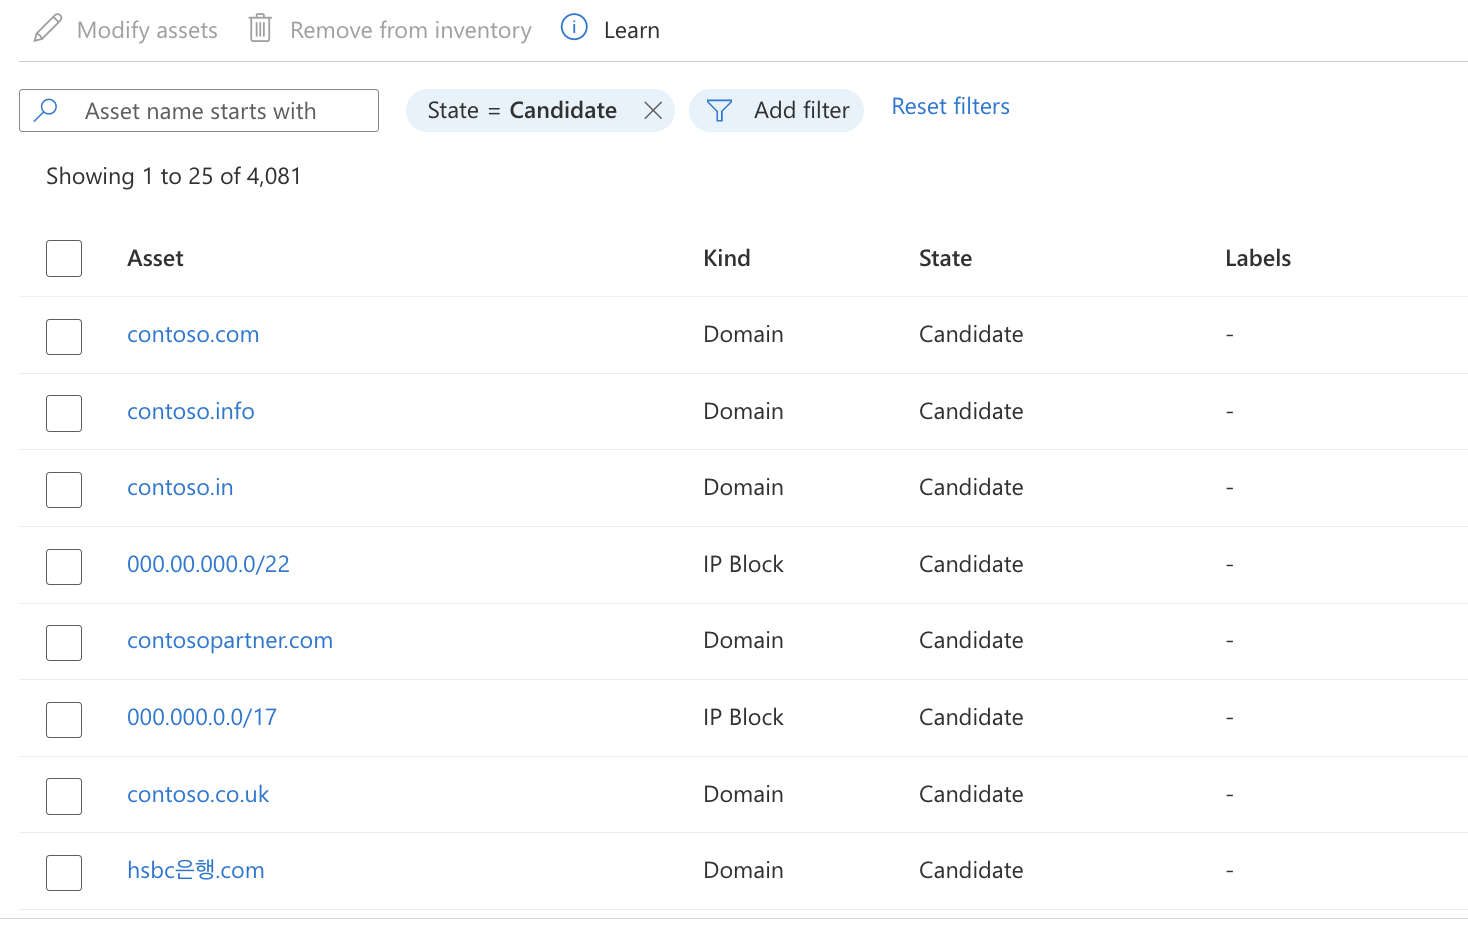 Modify assets Remove from inventory Learn
Asset name starts with State = Candidate Add filter Reset filters
Showing 1 to 25 of 4,081
Asset Kind State Labels
contoso.com Domain Candidate -
contoso.info Domain Candidate -
contoso.in Domain Candidate -
000.00.000.0/22 IP Block Candidate -
contosopartner.com Domain Candidate -
000.000.0.0/17 IP Block Candidate -
contoso.co.uk Domain Candidate -
hsbc은행.com Domain Candidate -